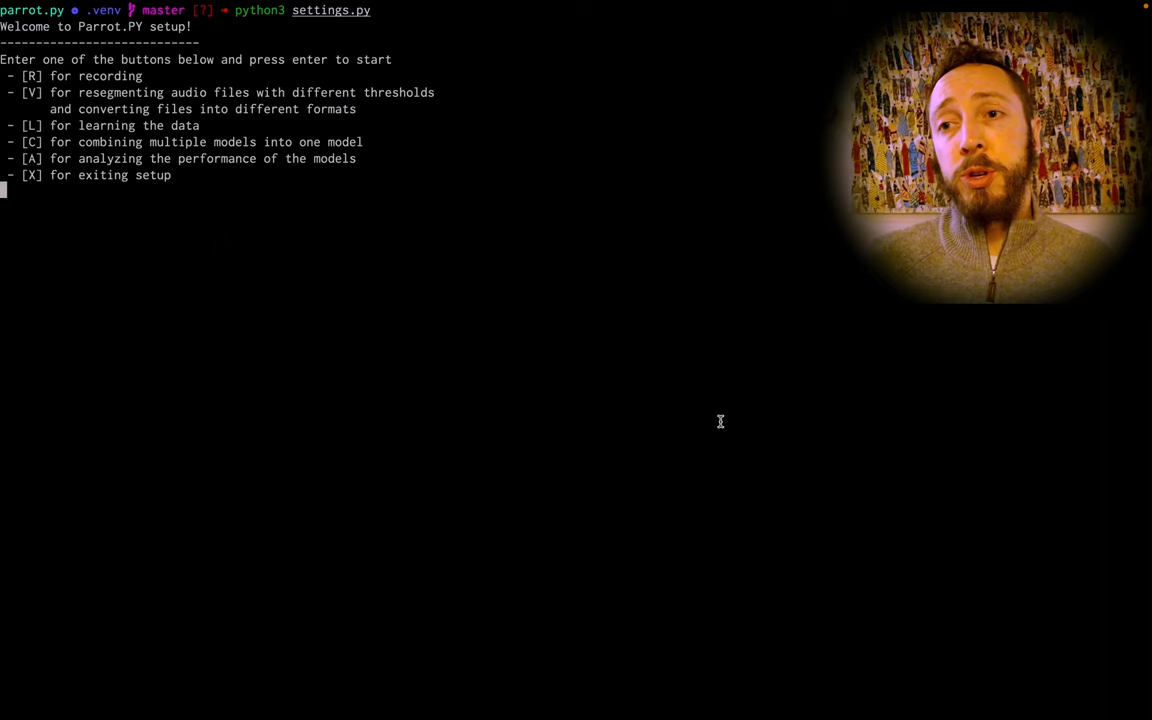 parrot.py .venv master [?] → python3 settings.py
Welcome to Parrot.PY setup!
----------------------------
Enter one of the buttons below and press enter to start
 - [R] for recording
 - [V] for resegmenting audio files with different thresholds
       and converting files into different formats
 - [L] for learning the data
 - [C] for combining multiple models into one model
 - [A] for analyzing the performance of the models
 - [X] for exiting setup